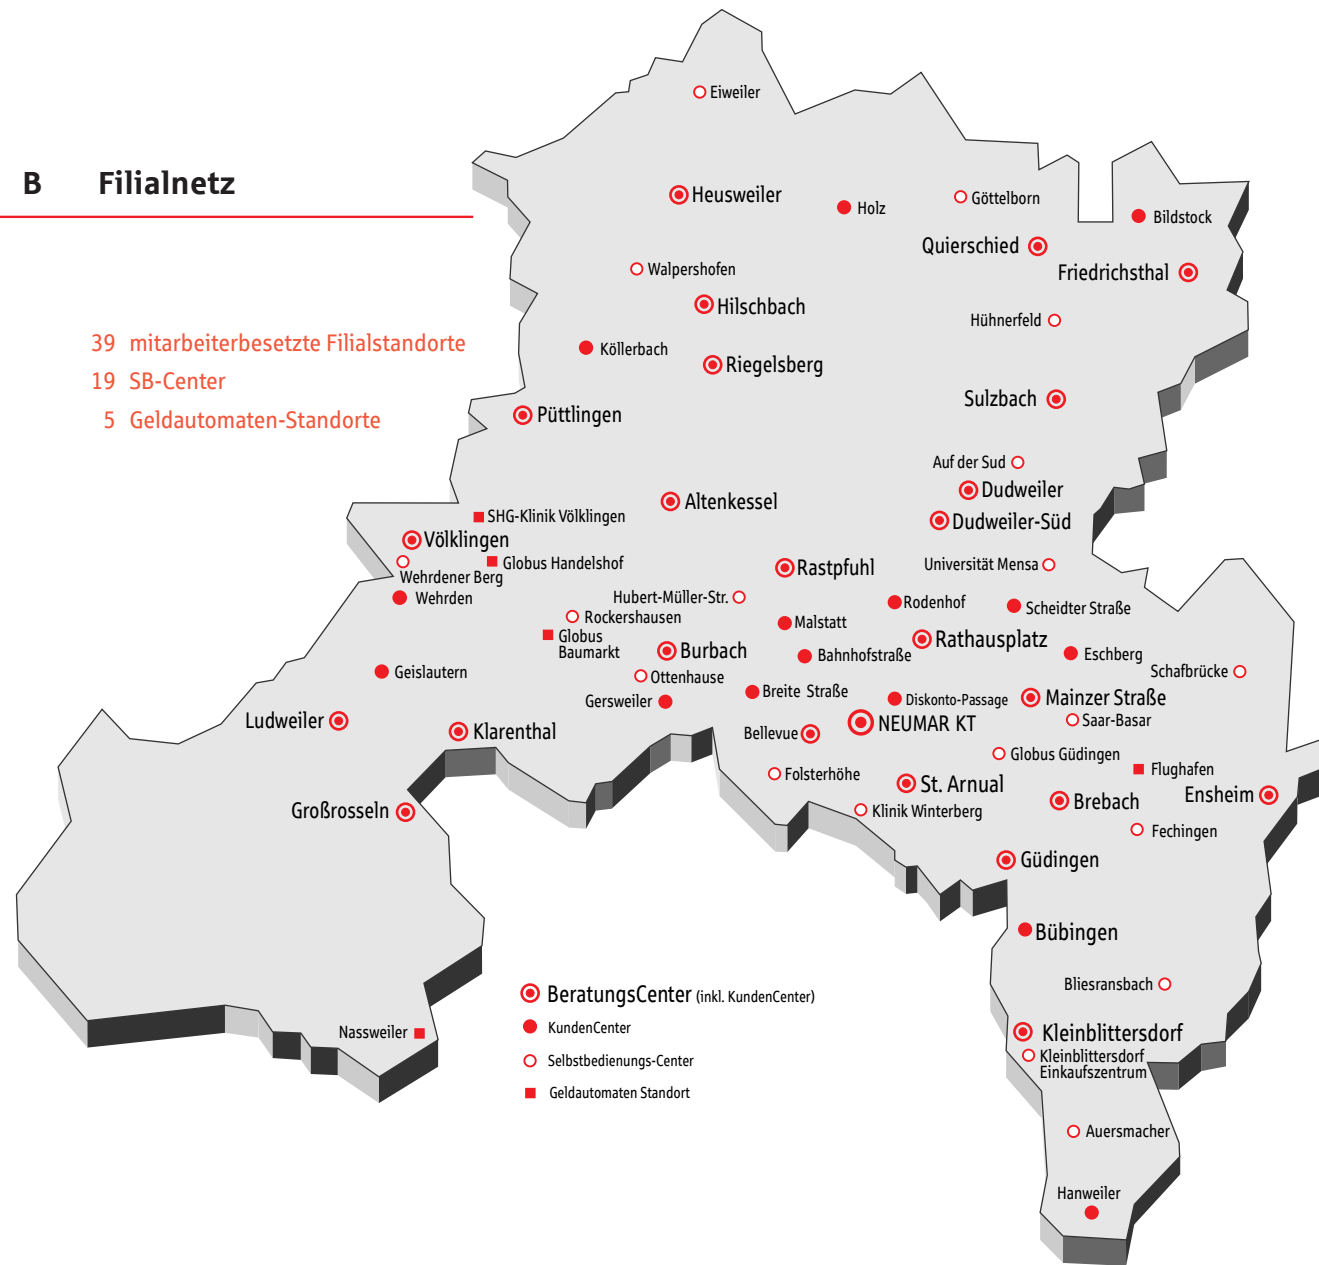 B Filialnetz
39 mitarbeiterbesetzte Filialstandorte
19 SB-Center
5 Geldautomaten-Standorte
Eiweiler
Heusweiler
Holz
Göttelborn
Bildstock
Quierschied
Friedrichsthal
Walpershofen
Hilschbach
Hühnerfeld
Köllerbach
Riegelsberg
Sulzbach
Püttlingen
Auf der Sud
Dudweiler
Altenkessel
SHG-Klinik Völklingen
Dudweiler-Süd
Völklingen
Globus Handelshof
Rastpfuhl
Universität Mensa
Wehrdener Berg
Wehrden
Hubert-Müller-Str.
Rodenhof
Scheidter Straße
Rockershausen
Malstatt
Globus
Baumarkt
Burbach
Bahnhofstraße
Rathausplatz
Eschberg
Geislautern
Ottenhause
Schafbrücke
Gersweiler
Breite Straße
Diskonto-Passage
Mainzer Straße
Ludweiler
Klarenthal
Bellevue
NEUMAR KT
Saar-Basar
Globus Güdingen
Folsterhöhe
Flughafen
St. Arnual
Ensheim
Großrosseln
Klinik Winterberg
Brebach
Fechingen
Güdingen
Bübingen
Bliesransbach
BeratungsCenter (inkl. KundenCenter)
KundenCenter
Selbstbedienungs-Center
Geldautomaten Standort
Nassweiler
Kleinblittersdorf
Kleinblittersdorf
Einkaufszentrum
Auersmacher
Hanweiler